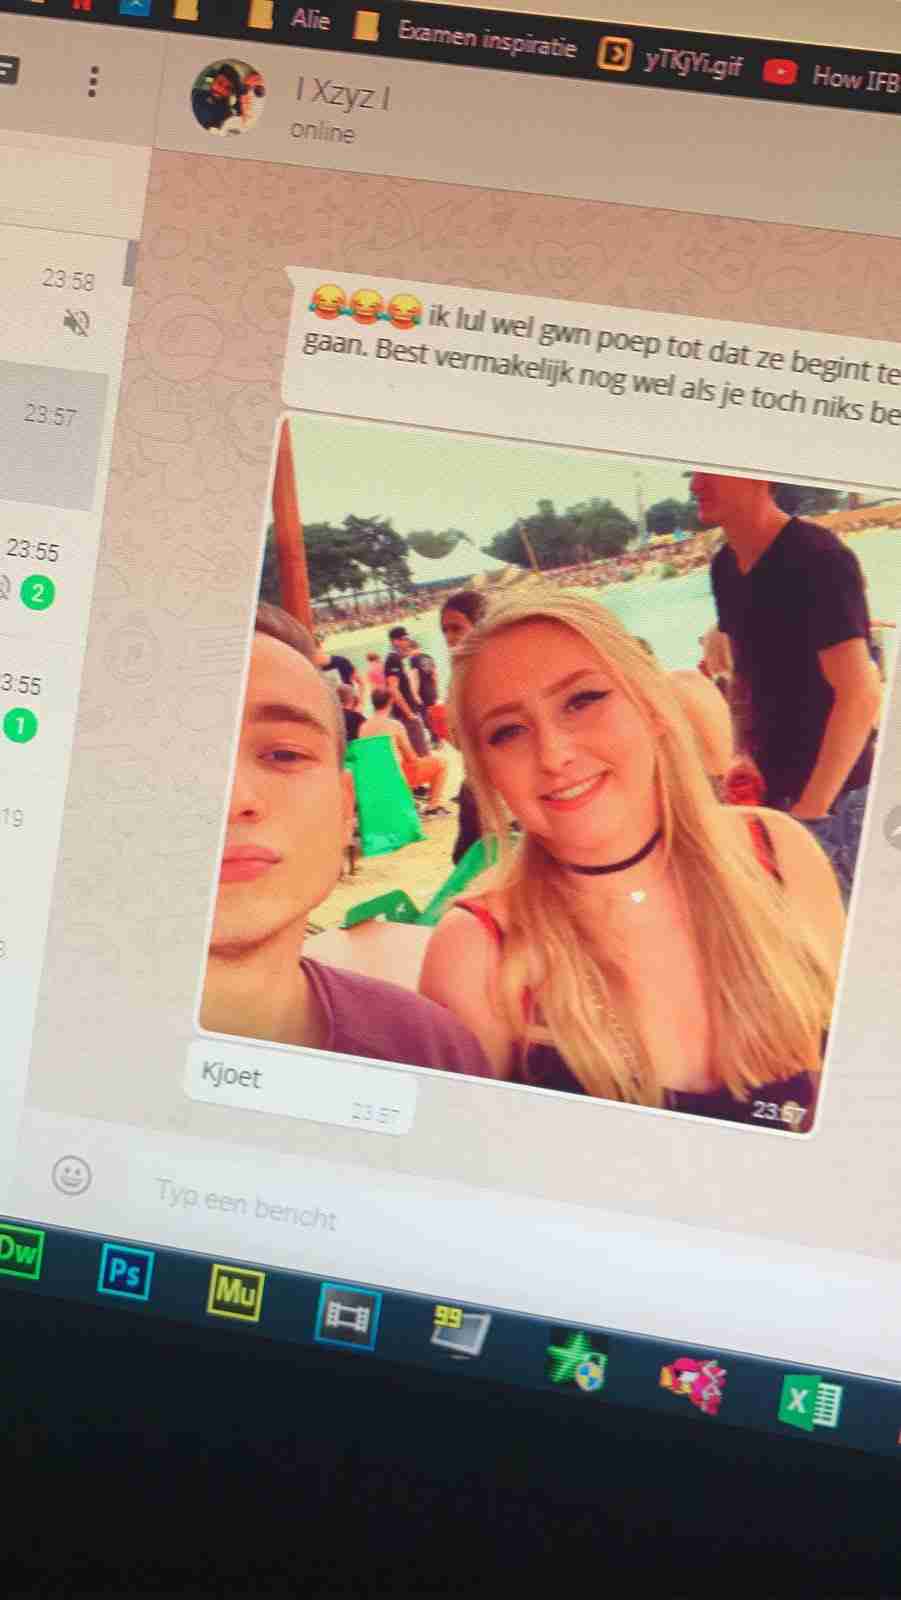 Alie
Examen inspiratie
yTKjYi.gif
How IFB
I Xzyz I
online
23:58
23:57
23:55
2
3:55
1
19
😂😂😂 ik lul wel gwn poep tot dat ze begint te
gaan. Best vermakelijk nog wel als je toch niks be
23:57
Kjoet
23:57
Typ een bericht
Dw
Ps
Mu
99
X